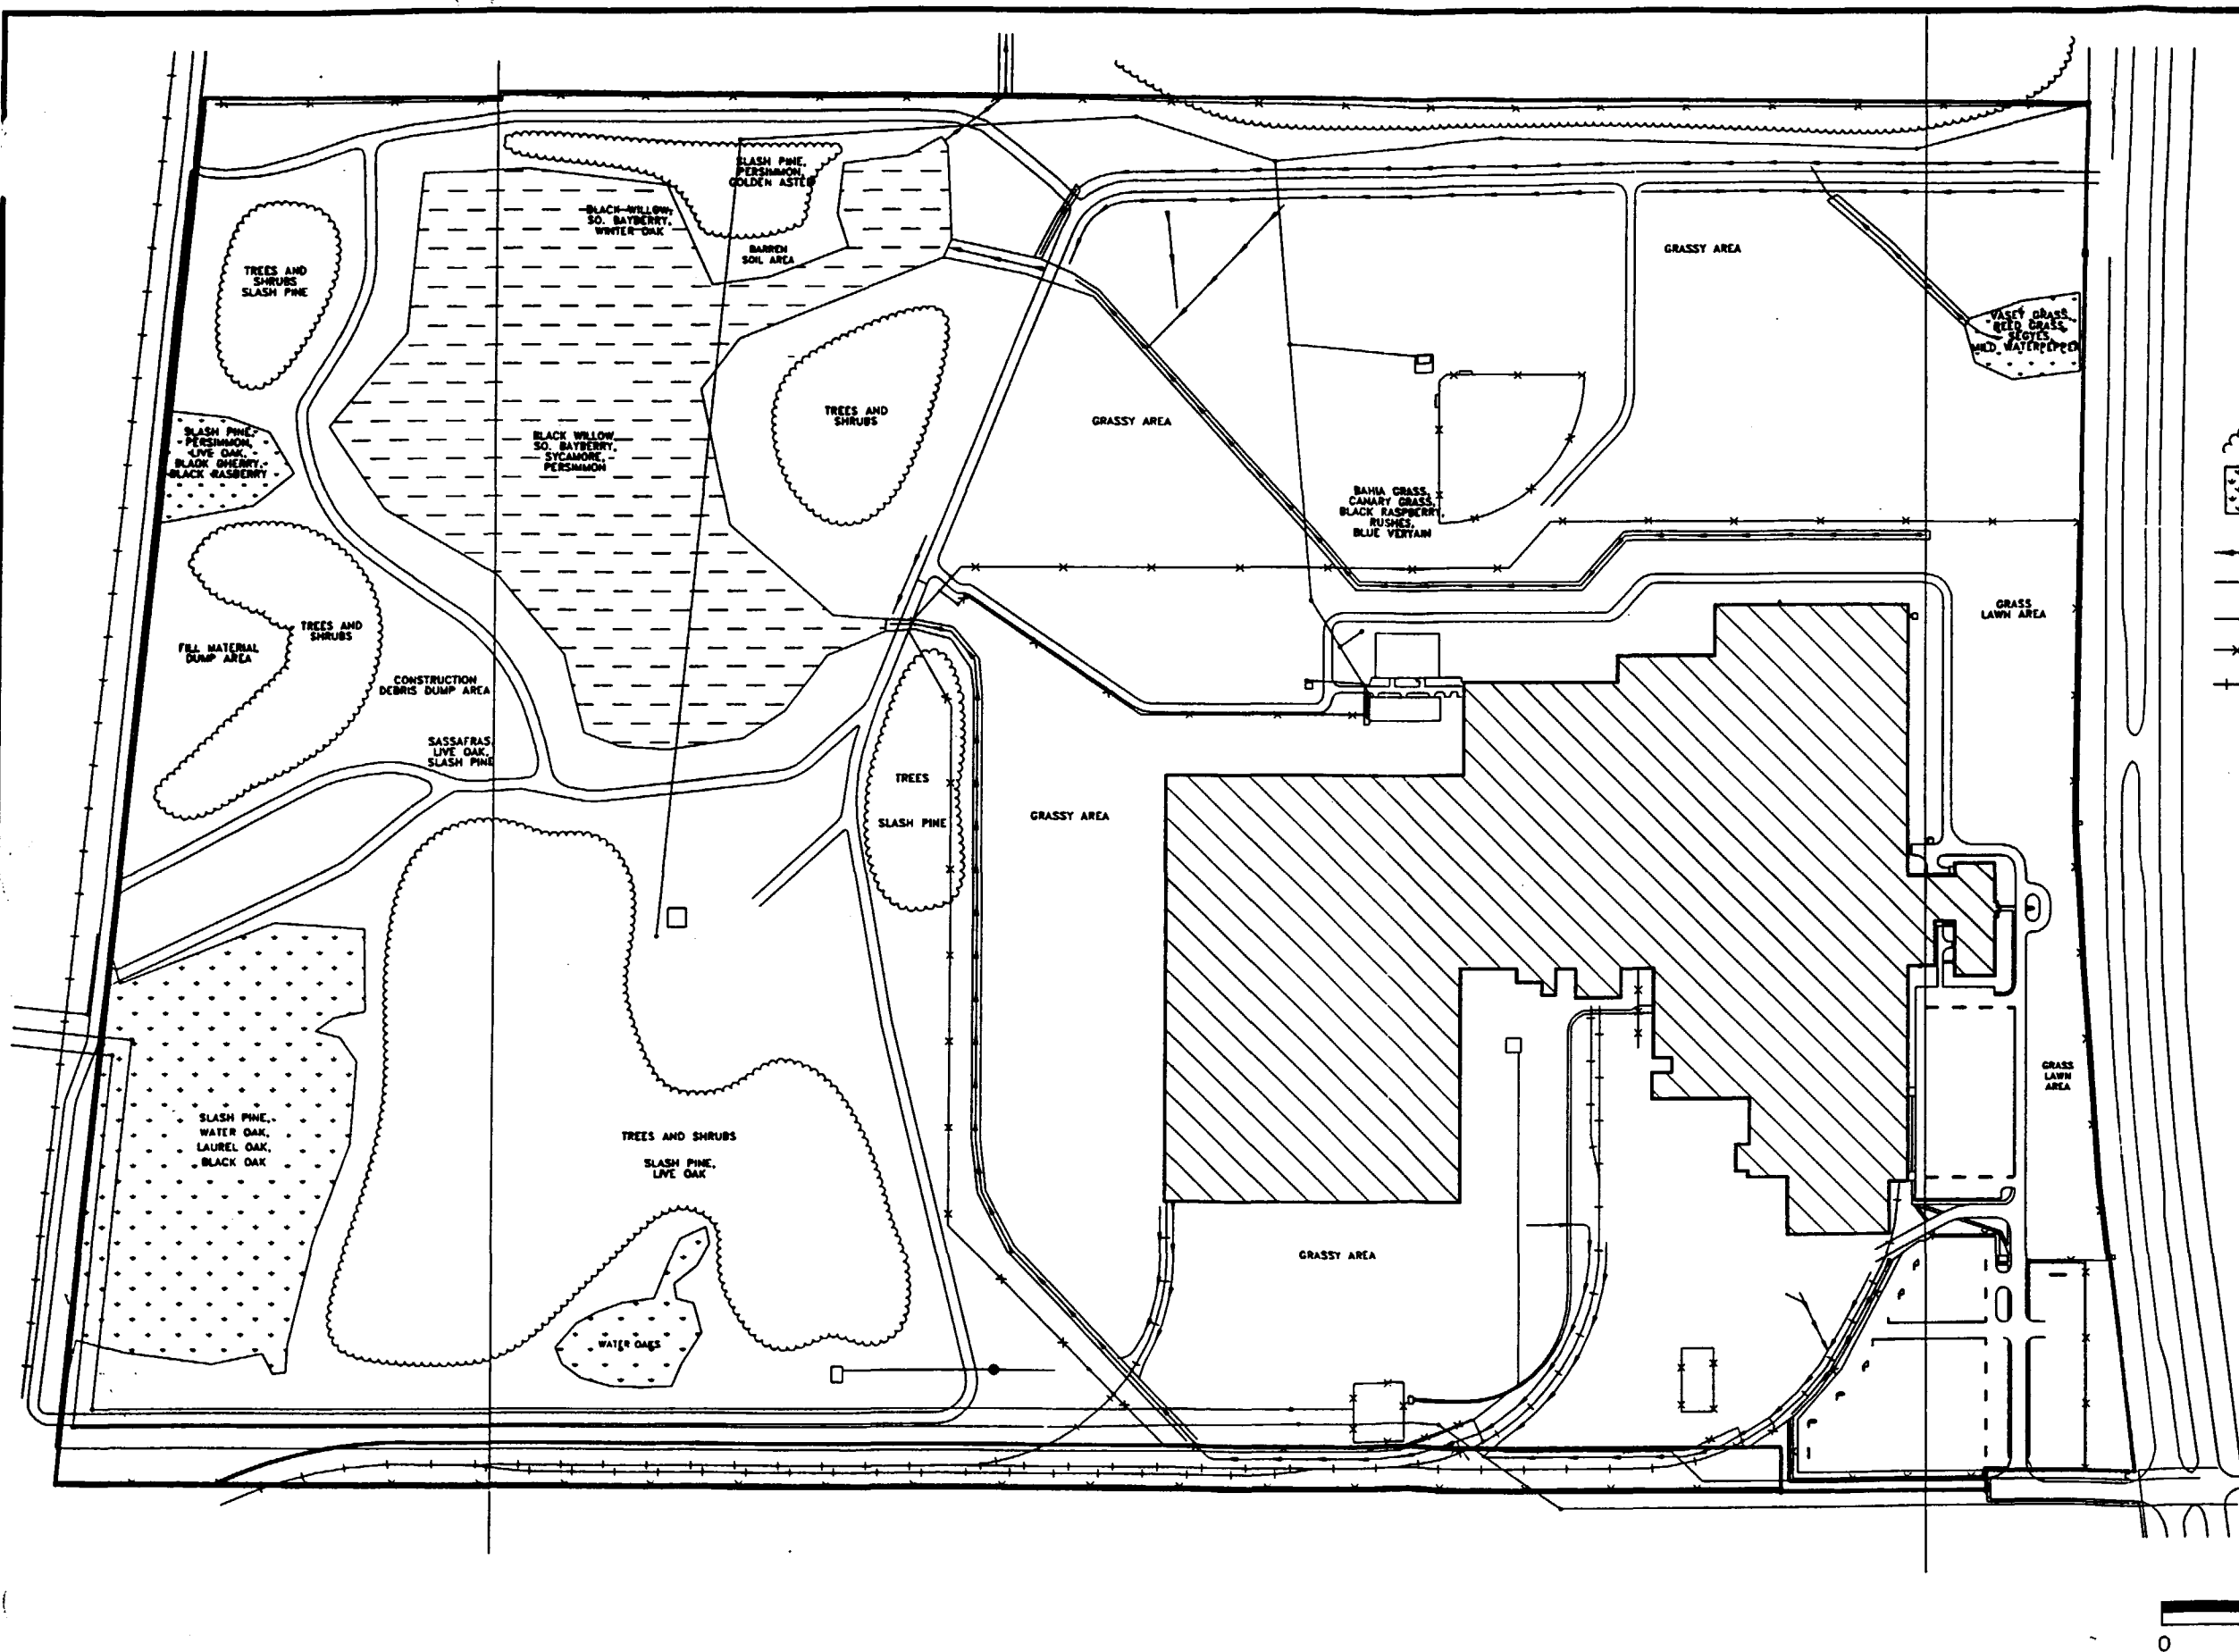 SLASH PINE,
PERSIMMON,
GOLDEN ASTER
BLACK WILLOW,
SO. BAYBERRY,
WINTER OAK
BARREN
SOIL AREA
GRASSY AREA
TREES AND
SHRUBS
SLASH PINE
VASEY GRASS,
REED GRASS,
SEGYES,
MILD WATERPEPPER
TREES AND
SHRUBS
GRASSY AREA
SLASH PINE,
PERSIMMON,
LIVE OAK,
BLACK CHERRY,
BLACK RASBERRY
BLACK WILLOW,
SO. BAYBERRY,
SYCAMORE,
PERSIMMON
BAHIA GRASS,
CANARY GRASS,
BLACK RASPBERRY,
RUSHES,
BLUE VERYAIN
GRASS
LAWN AREA
TREES AND
SHRUBS
FILL MATERIAL
DUMP AREA
CONSTRUCTION
DEBRIS DUMP AREA
SASSAFRAS,
LIVE OAK,
SLASH PINE
TREES
SLASH PINE
GRASSY AREA
GRASS
LAWN
AREA
SLASH PINE,
WATER OAK,
LAUREL OAK,
BLACK OAK
TREES AND SHRUBS
SLASH PINE,
LIVE OAK
GRASSY AREA
WATER OAKS
0